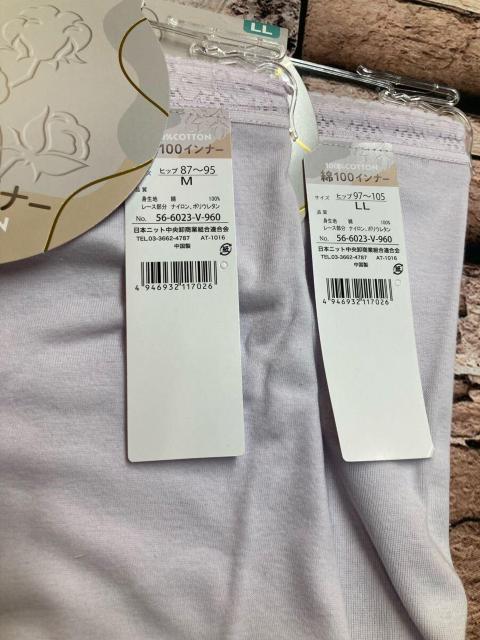 LL
ンナー
ON
COTTON
100インナー
ヒップ 87〜95
M
品質
身生地 綿 100%
レース部分 ナイロン、ポリウレタン
No. 56-6023-V-960
日本ニット中央卸商業組合連合会
TEL.03-3662-4787 AT-1016
中国製
4 946932 117026
100%COTTON
綿100インナー
サイズ ヒップ 97〜105
LL
品質
身生地 綿 100%
レース部分 ナイロン、ポリウレタン
No. 56-6023-V-960
日本ニット中央卸商業組合連合会
TEL.03-3662-4787 AT-1016
中国製
4 946932 117026